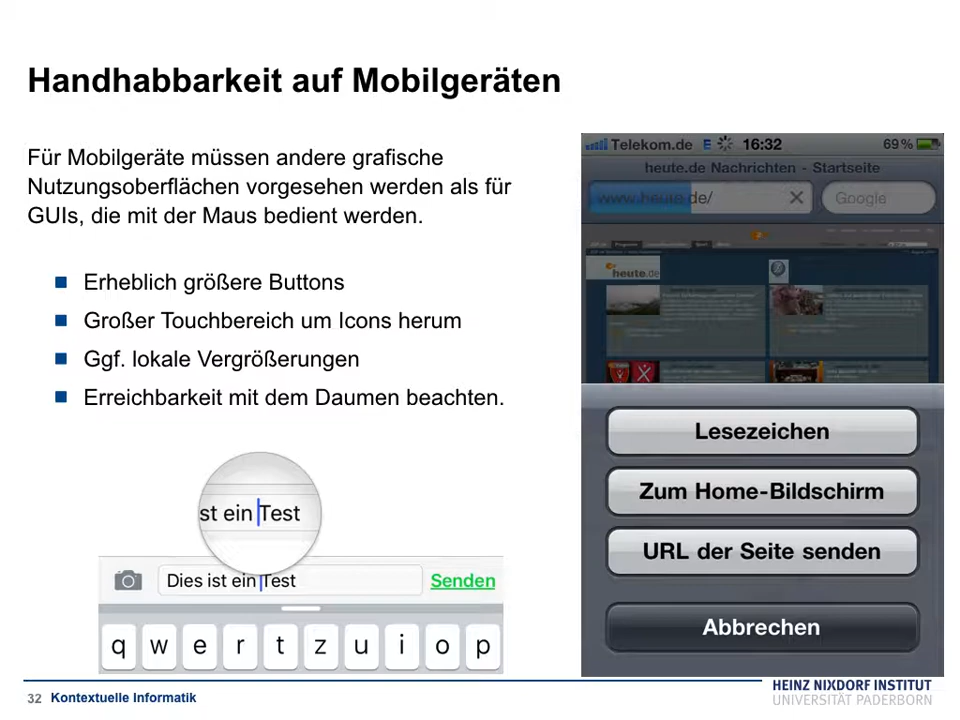 Handhabbarkeit auf Mobilgeräten
Für Mobilgeräte müssen andere grafische
Nutzungsoberflächen vorgesehen werden als für
GUIs, die mit der Maus bedient werden.
Erheblich größere Buttons
Großer Touchbereich um Icons herum
Ggf. lokale Vergrößerungen
Erreichbarkeit mit dem Daumen beachten.
st ein Test
Dies ist ein Test
Senden
q w e r t z u i o p
Telekom.de E 16:32 69%
heute.de Nachrichten - Startseite
www.heute.de/
Google
heute.de
Lesezeichen
Zum Home-Bildschirm
URL der Seite senden
Abbrechen
32 Kontextuelle Informatik
HEINZ NIXDORF INSTITUT
UNIVERSITÄT PADERBORN